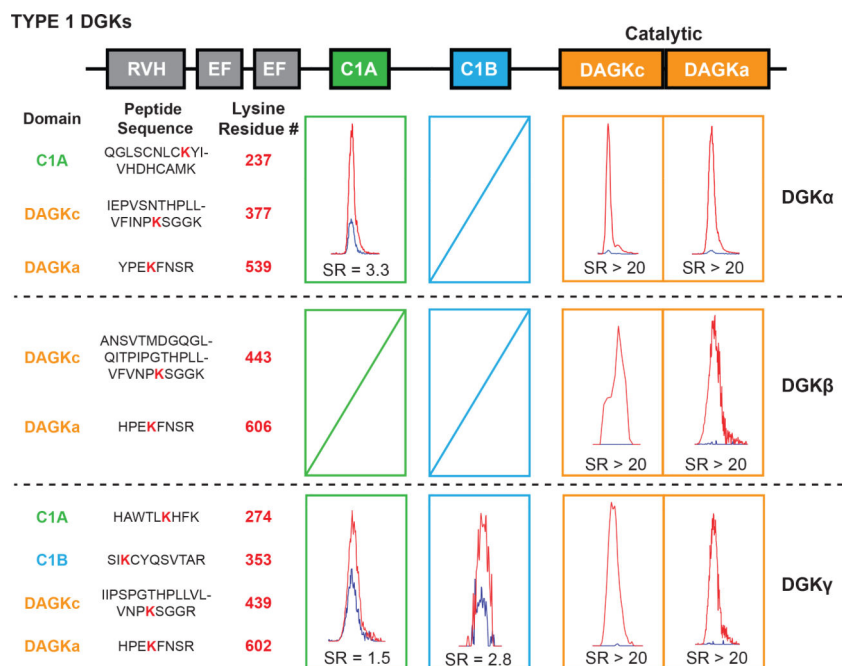 TYPE 1 DGKs
Catalytic
RVH EF EF C1A C1B DAGKc DAGKa
Domain Peptide Sequence Lysine Residue #
C1A QGLSCNLCKYI-
VHDHCAMK 237
DAGKc IEPVSNTHPLL-
VFINPKSGGK 377
DAGKa YPEKFNSR 539
SR = 3.3 SR > 20 SR > 20
DGKα
DAGKc ANSVTMDGQGL-
QITPIPGTHPLL-
VFVNPKSGGK 443
DAGKa HPEKFNSR 606
SR > 20 SR > 20
DGKβ
C1A HAWTLKHFK 274
C1B SIKCYQSVTAR 353
DAGKc IIPSPGTHPLLVL-
VNPKSGGR 439
DAGKa HPEKFNSR 602
SR = 1.5 SR = 2.8 SR > 20 SR > 20
DGKγ